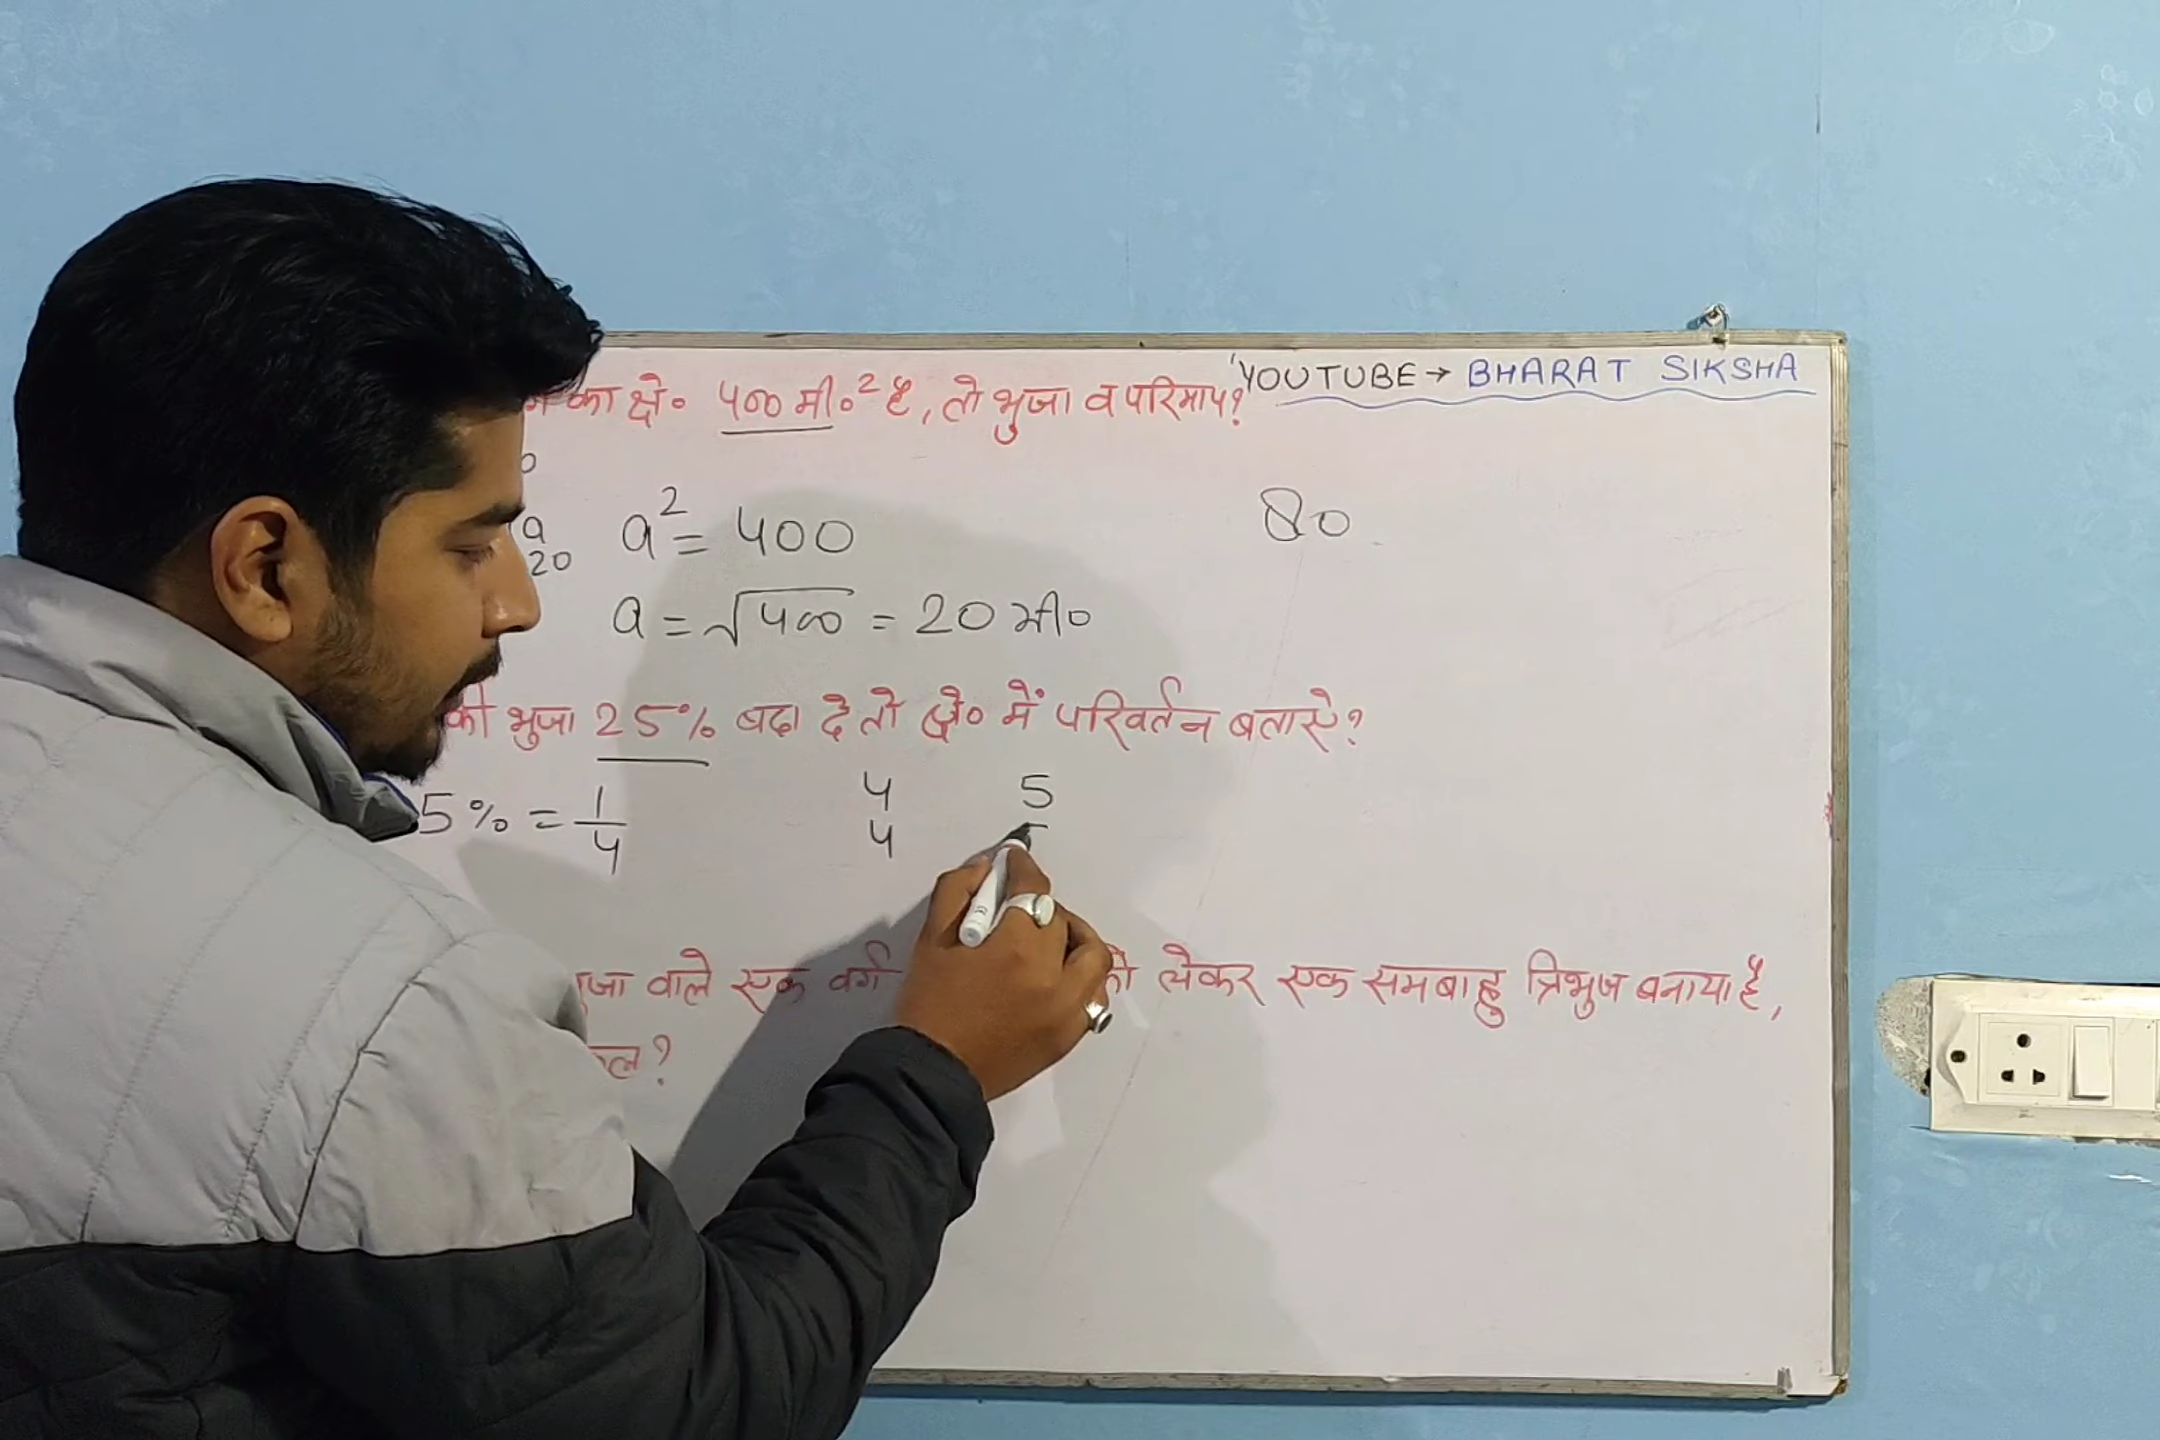 YOUTUBE → BHARAT SIKSHA
का क्षे० 400 मी०² है, तो भुजा व परिमाप?
a
20
a² = 400
80
a = √400 = 20 मी०
की भुजा 25% बढा दे तो क्षे० में परिवर्तन बताए?
5% = 1/4
4 5
4
वाले एक वर्ग लेकर एक समबाहु त्रिभुज बनाया है,